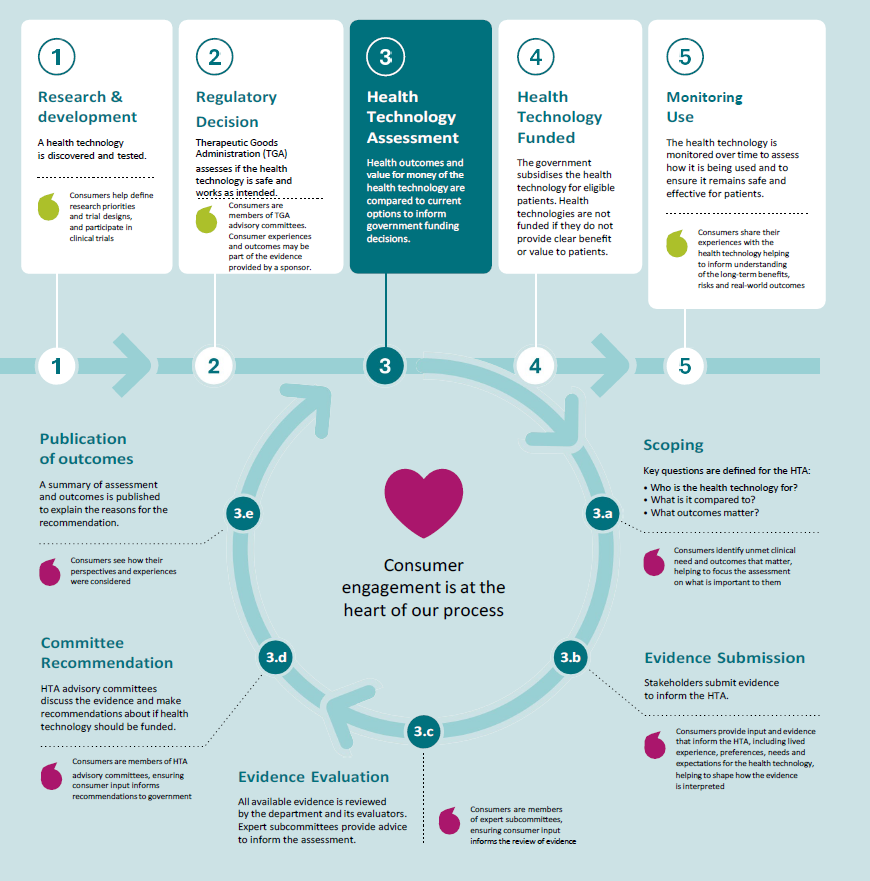 1
Research &
development
A health technology
is discovered and tested.
Consumers help define
research priorities
and trial designs,
and participate in
clinical trials
2
Regulatory
Decision
Therapeutic Goods
Administration (TGA)
assesses if the health
technology is safe and
works as intended.
Consumers are
members of TGA
advisory committees.
Consumer experiences
and outcomes may be
part of the evidence
provided by a sponsor.
3
Health
Technology
Assessment
Health outcomes and
value for money of the
health technology are
compared to current
options to inform
government funding
decisions.
4
Health
Technology
Funded
The government
subsidises the health
technology for eligible
patients. Health
technologies are not
funded if they do not
provide clear benefit
or value to patients.
5
Monitoring
Use
The health technology is
monitored over time to assess
how it is being used and to
ensure it remains safe and
effective for patients.
Consumers share their
experiences with the
health technology helping
to inform understanding
of the long-term benefits,
risks and real-world outcomes
1
2
3
4
5
3.a
Scoping
Key questions are defined for the HTA:
• Who is the health technology for?
• What is it compared to?
• What outcomes matter?
Consumers identify unmet clinical
need and outcomes that matter,
helping to focus the assessment
on what is important to them
3.b
Evidence Submission
Stakeholders submit evidence
to inform the HTA.
Consumers provide input and evidence
that inform the HTA, including lived
experience, preferences, needs and
expectations for the health technology,
helping to shape how the evidence
is interpreted
3.c
Evidence Evaluation
All available evidence is reviewed
by the department and its evaluators.
Expert subcommittees provide advice
to inform the assessment.
Consumers are members
of expert subcommittees,
ensuring consumer input
informs the review of evidence
3.d
Committee
Recommendation
HTA advisory committees
discuss the evidence and make
recommendations about if health
technology should be funded.
Consumers are members of HTA
advisory committees, ensuring
consumer input informs
recommendations to government
3.e
Publication
of outcomes
A summary of assessment
and outcomes is published
to explain the reasons for the
recommendation.
Consumers see how their
perspectives and experiences
were considered
Consumer
engagement is at the
heart of our process